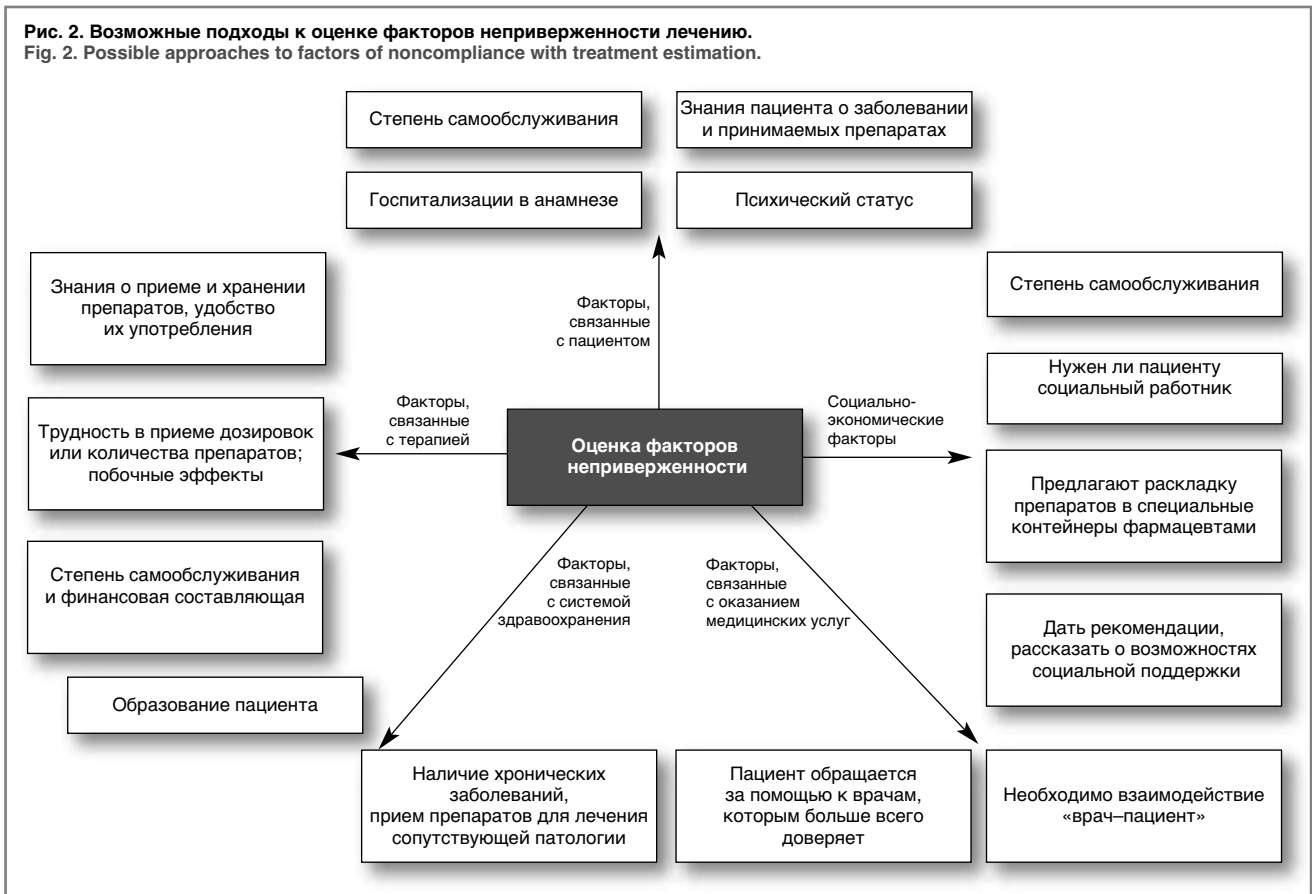 Рис. 2. Возможные подходы к оценке факторов неприверженности лечению.
Fig. 2. Possible approaches to factors of noncompliance with treatment estimation.
Степень самообслуживания
Знания пациента о заболевании
и принимаемых препаратах
Госпитализации в анамнезе
Психический статус
Знания о приеме и хранении
препаратов, удобство
их употребления
Факторы,
связанные
с пациентом
Степень самообслуживания
Нужен ли пациенту
социальный работник
Трудность в приеме дозировок
или количества препаратов;
побочные эффекты
Факторы,
связанные
с терапией
Оценка факторов
неприверженности
Социально-
экономические
факторы
Предлагают раскладку
препаратов в специальные
контейнеры фармацевтами
Степень самообслуживания
и финансовая составляющая
Факторы,
связанные
с системой
здравоохранения
Факторы,
связанные
с оказанием
медицинских услуг
Дать рекомендации,
рассказать о возможностях
социальной поддержки
Образование пациента
Наличие хронических
заболеваний,
прием препаратов для лечения
сопутствующей патологии
Пациент обращается
за помощью к врачам,
которым больше всего
доверяет
Необходимо взаимодействие
«врач–пациент»